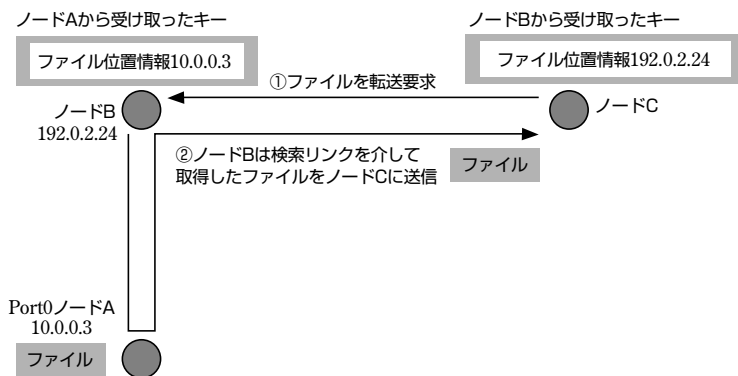 ノードAから受け取ったキー
ファイル位置情報10.0.0.3
ノードBから受け取ったキー
ファイル位置情報192.0.2.24
①ファイルを転送要求
ノードB
192.0.2.24
ノードC
②ノードBは検索リンクを介して
取得したファイルをノードCに送信
ファイル
Port0ノードA
10.0.0.3
ファイル